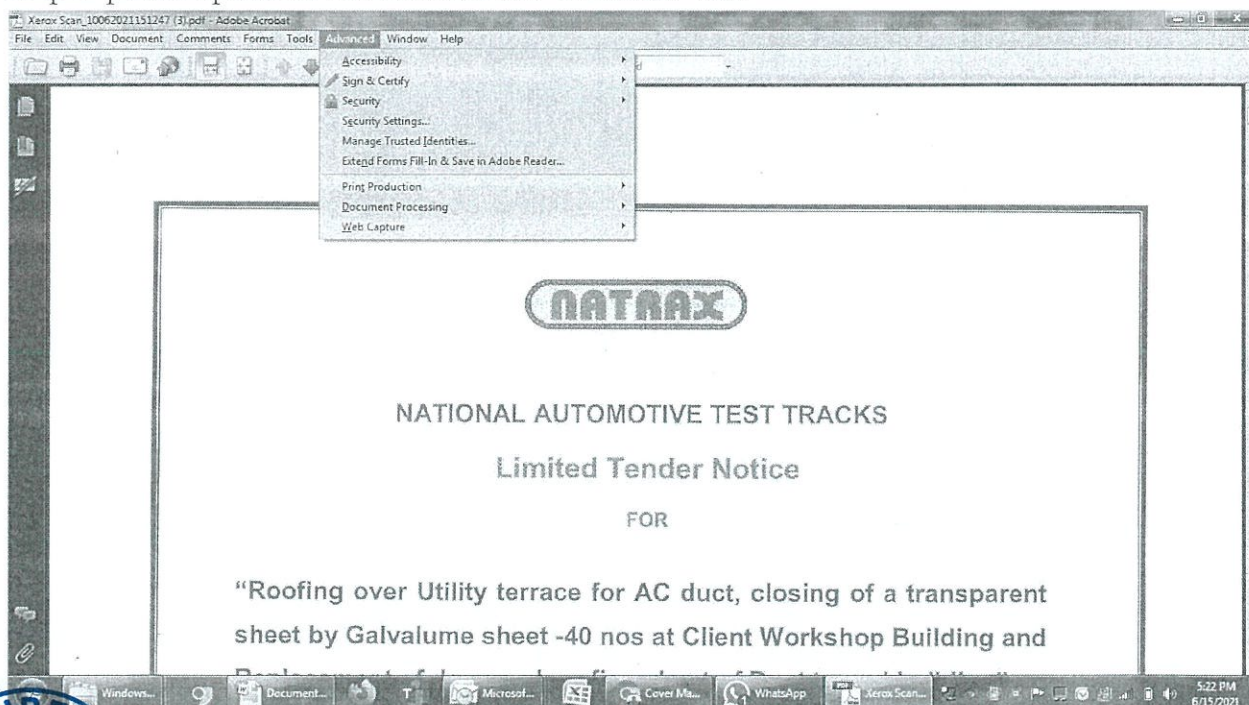 Xerox Scan_10062021151247 (3).pdf - Adobe Acrobat
File Edit View Document Comments Forms Tools Advanced Window Help
Accessibility
Sign & Certify
Security
Security Settings...
Manage Trusted Identities...
Extend Forms Fill-In & Save in Adobe Reader...
Print Production
Document Processing
Web Capture
NATRAX
NATIONAL AUTOMOTIVE TEST TRACKS
Limited Tender Notice
FOR
“Roofing over Utility terrace for AC duct, closing of a transparent
sheet by Galvalume sheet -40 nos at Client Workshop Building and
Windows... Document... Microsof... Cover Ma... WhatsApp Xerox Scan... 5:22 PM
6/15/2021